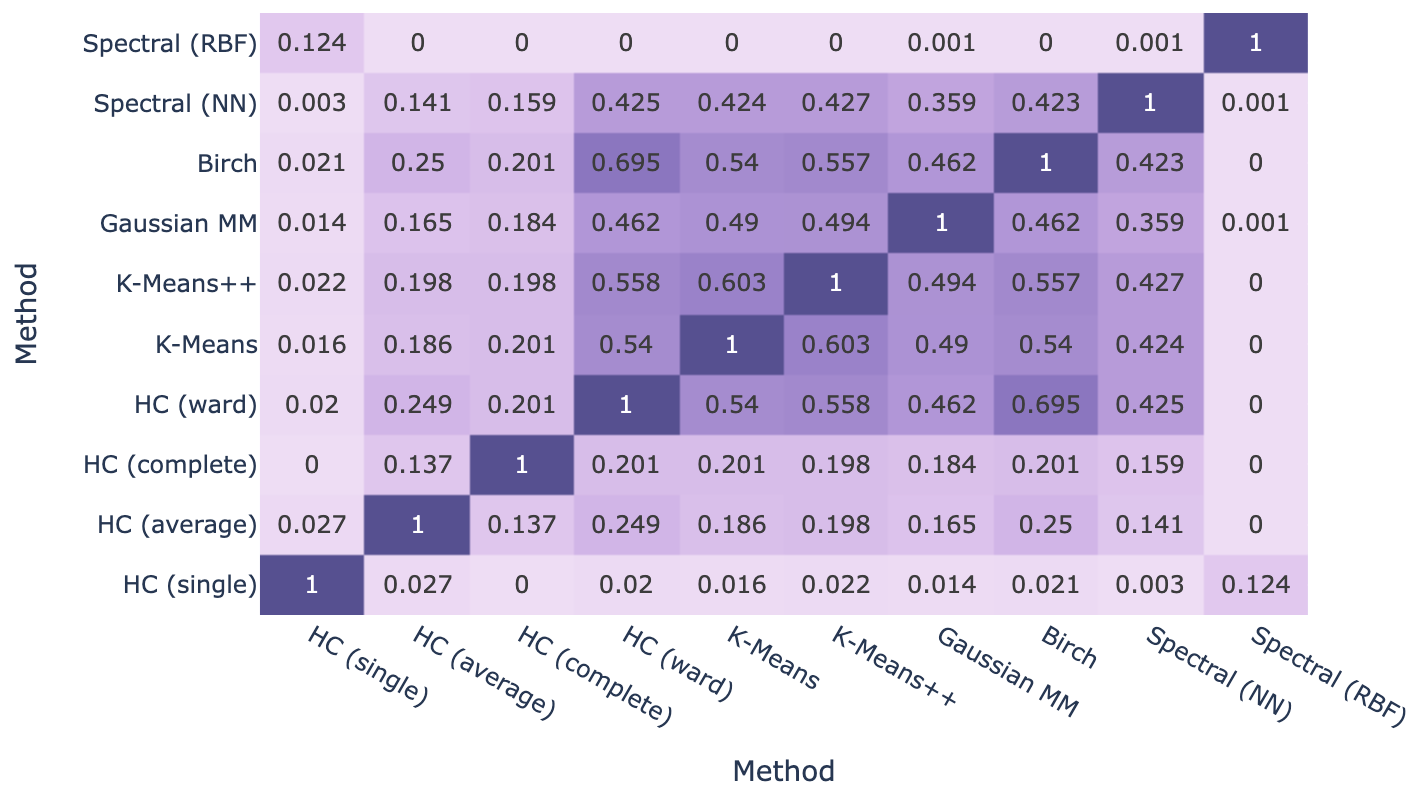 Spectral (RBF) 0.124 0 0 0 0 0 0.001 0 0.001 1
Spectral (NN) 0.003 0.141 0.159 0.425 0.424 0.427 0.359 0.423 1 0.001
Birch 0.021 0.25 0.201 0.695 0.54 0.557 0.462 1 0.423 0
Gaussian MM 0.014 0.165 0.184 0.462 0.49 0.494 1 0.462 0.359 0.001
K-Means++ 0.022 0.198 0.198 0.558 0.603 1 0.494 0.557 0.427 0
K-Means 0.016 0.186 0.201 0.54 1 0.603 0.49 0.54 0.424 0
HC (ward) 0.02 0.249 0.201 1 0.54 0.558 0.462 0.695 0.425 0
HC (complete) 0 0.137 1 0.201 0.201 0.198 0.184 0.201 0.159 0
HC (average) 0.027 1 0.137 0.249 0.186 0.198 0.165 0.25 0.141 0
HC (single) 1 0.027 0 0.02 0.016 0.022 0.014 0.021 0.003 0.124
Method
HC (single)
HC (average)
HC (complete)
HC (ward)
K-Means
K-Means++
Gaussian MM
Birch
Spectral (NN)
Spectral (RBF)
Method